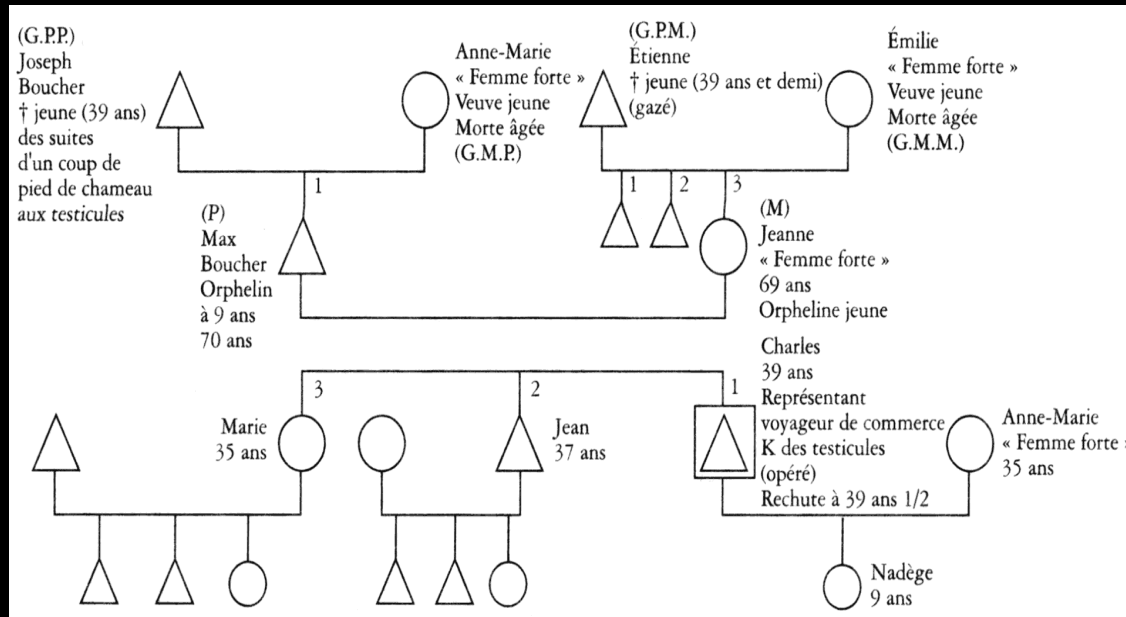 (G.P.P.)
Joseph
Boucher
† jeune (39 ans)
des suites
d'un coup de
pied de chameau
aux testicules
Anne-Marie
« Femme forte »
Veuve jeune
Morte âgée
(G.M.P.)
(G.P.M.)
Étienne
† jeune (39 ans et demi)
(gazé)
Émilie
« Femme forte »
Veuve jeune
Morte âgée
(G.M.M.)
1
1
2
3
(P)
Max
Boucher
Orphelin
à 9 ans
70 ans
(M)
Jeanne
« Femme forte »
69 ans
Orpheline jeune
3
2
1
Marie
35 ans
Jean
37 ans
Charles
39 ans
Représentant
voyageur de commerce
K des testicules
(opéré)
Rechute à 39 ans 1/2
Anne-Marie
« Femme forte »
35 ans
Nadège
9 ans